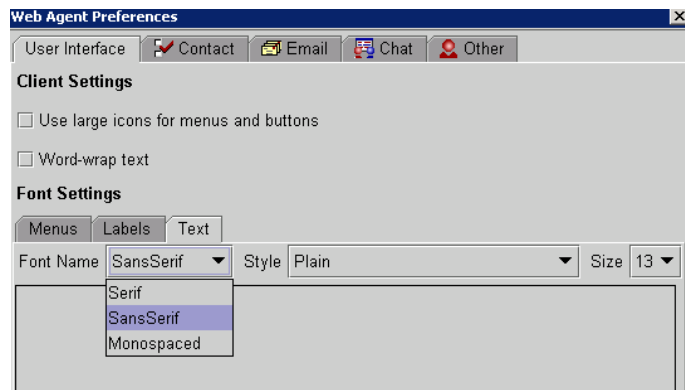 Web Agent Preferences
User Interface Contact Email Chat Other
Client Settings
Use large icons for menus and buttons
Word-wrap text
Font Settings
Menus Labels Text
Font Name SansSerif Style Plain Size 13
Serif
SansSerif
Monospaced